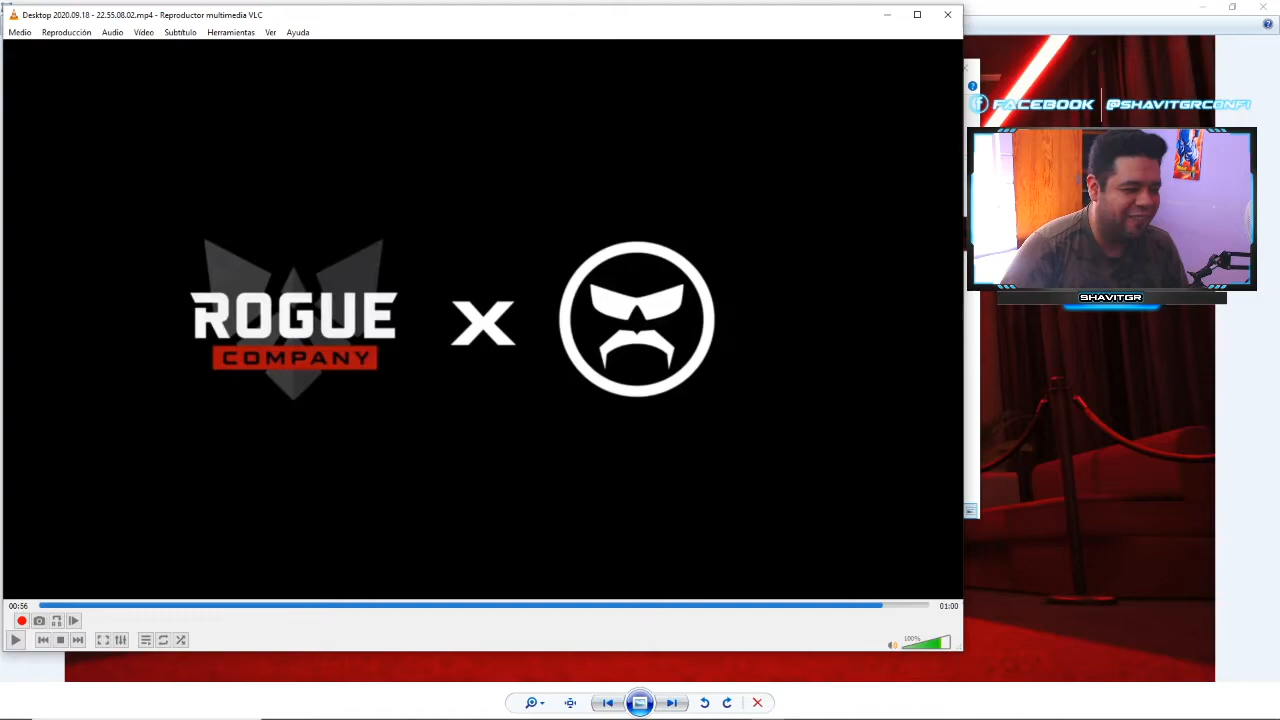 Desktop 2020.09.18 - 22.55.08.02.mp4 - Reproductor multimedia VLC
Medio Reproducción Audio Vídeo Subtítulo Herramientas Ver Ayuda
FACEBOOK @SHAVITGRCONFI
ROGUE
COMPANY
X
SHAVITGR
00:56
01:00
100%